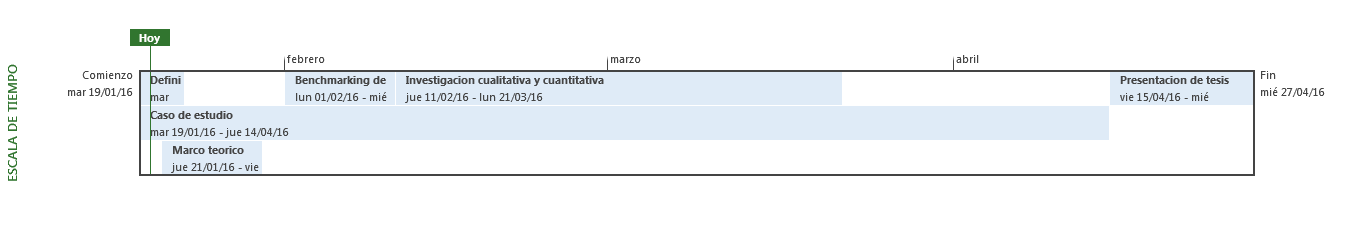 Hoy
febrero
marzo
abril
ESCALA DE TIEMPO
Comienzo
mar 19/01/16
Defini
mar
Benchmarking de
lun 01/02/16 - mié
Investigacion cualitativa y cuantitativa
jue 11/02/16 - lun 21/03/16
Presentacion de tesis
vie 15/04/16 - mié
Fin
mié 27/04/16
Caso de estudio
mar 19/01/16 - jue 14/04/16
Marco teorico
jue 21/01/16 - vie